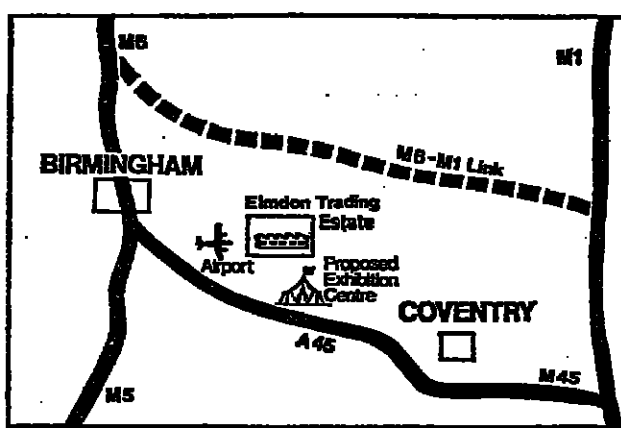 M6
M1
BIRMINGHAM
M6-M1 Link
Elmdon Trading
Estate
Airport
Proposed
Exhibition
Centre
COVENTRY
A45
M45
M5